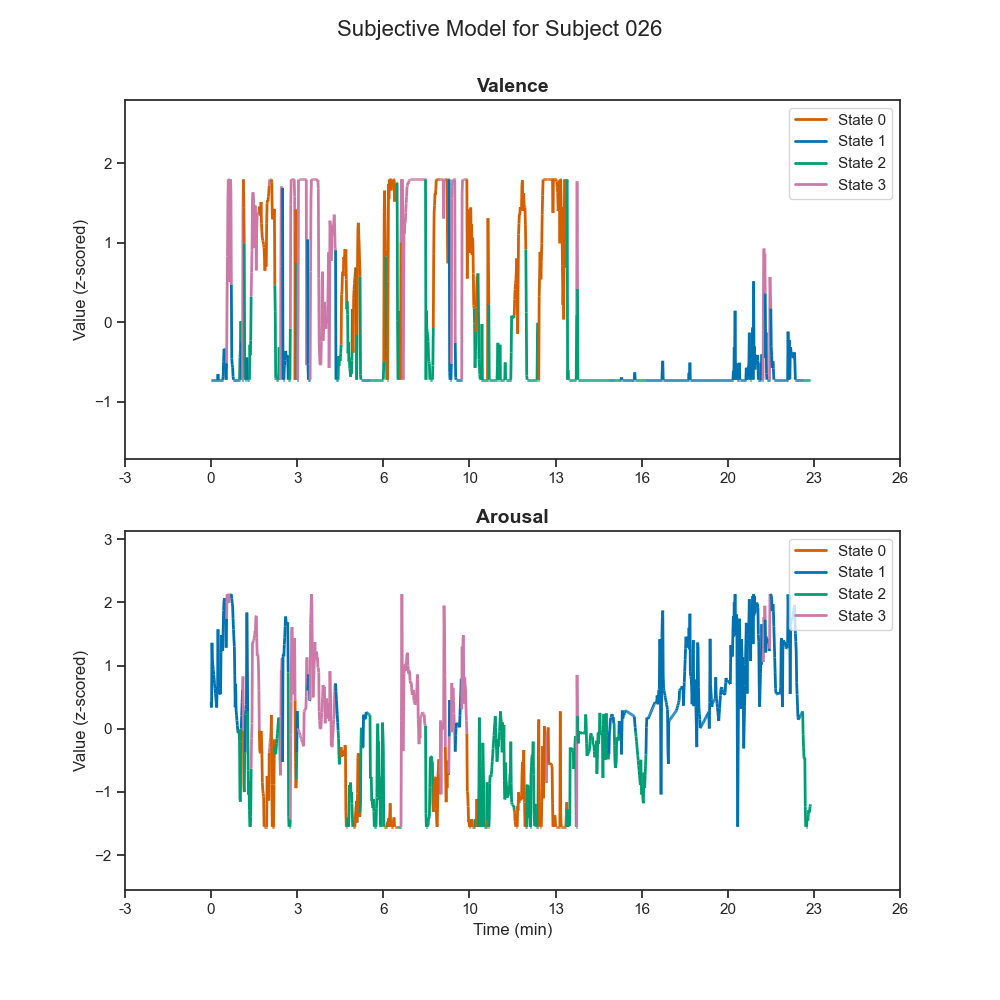 Subjective Model for Subject 026
Valence
Value (z-scored)
2
1
0
−1
-3 0 3 6 10 13 16 20 23 26
State 0
State 1
State 2
State 3
Arousal
Value (z-scored)
3
2
1
0
−1
−2
-3 0 3 6 10 13 16 20 23 26
State 0
State 1
State 2
State 3
Time (min)